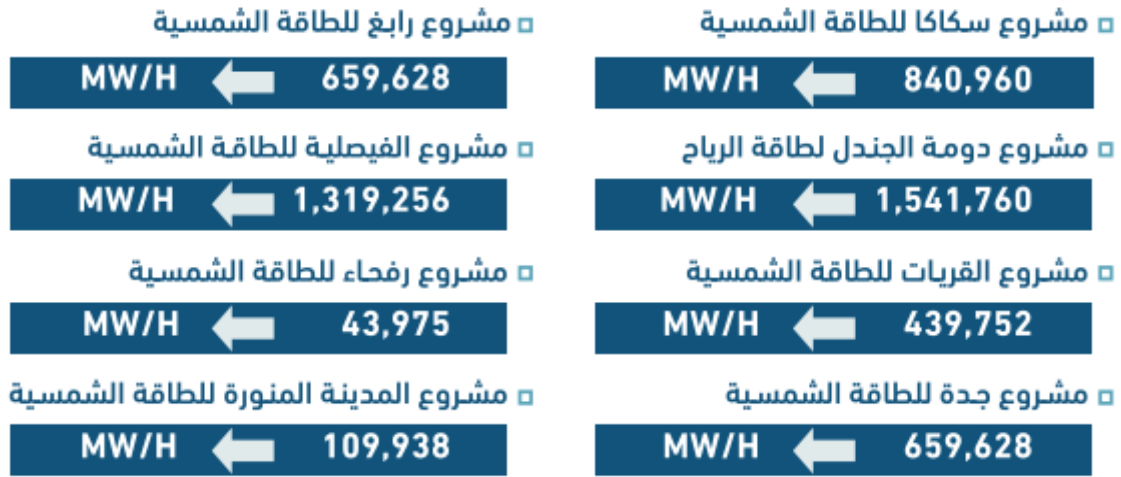 مشروع سكاكا للطاقة الشمسية
840,960 MW/H
مشروع دومة الجندل لطاقة الرياح
1,541,760 MW/H
مشروع القريات للطاقة الشمسية
439,752 MW/H
مشروع جدة للطاقة الشمسية
659,628 MW/H
مشروع رابغ للطاقة الشمسية
659,628 MW/H
مشروع الفيصلية للطاقة الشمسية
1,319,256 MW/H
مشروع رفحاء للطاقة الشمسية
43,975 MW/H
مشروع المدينة المنورة للطاقة الشمسية
109,938 MW/H